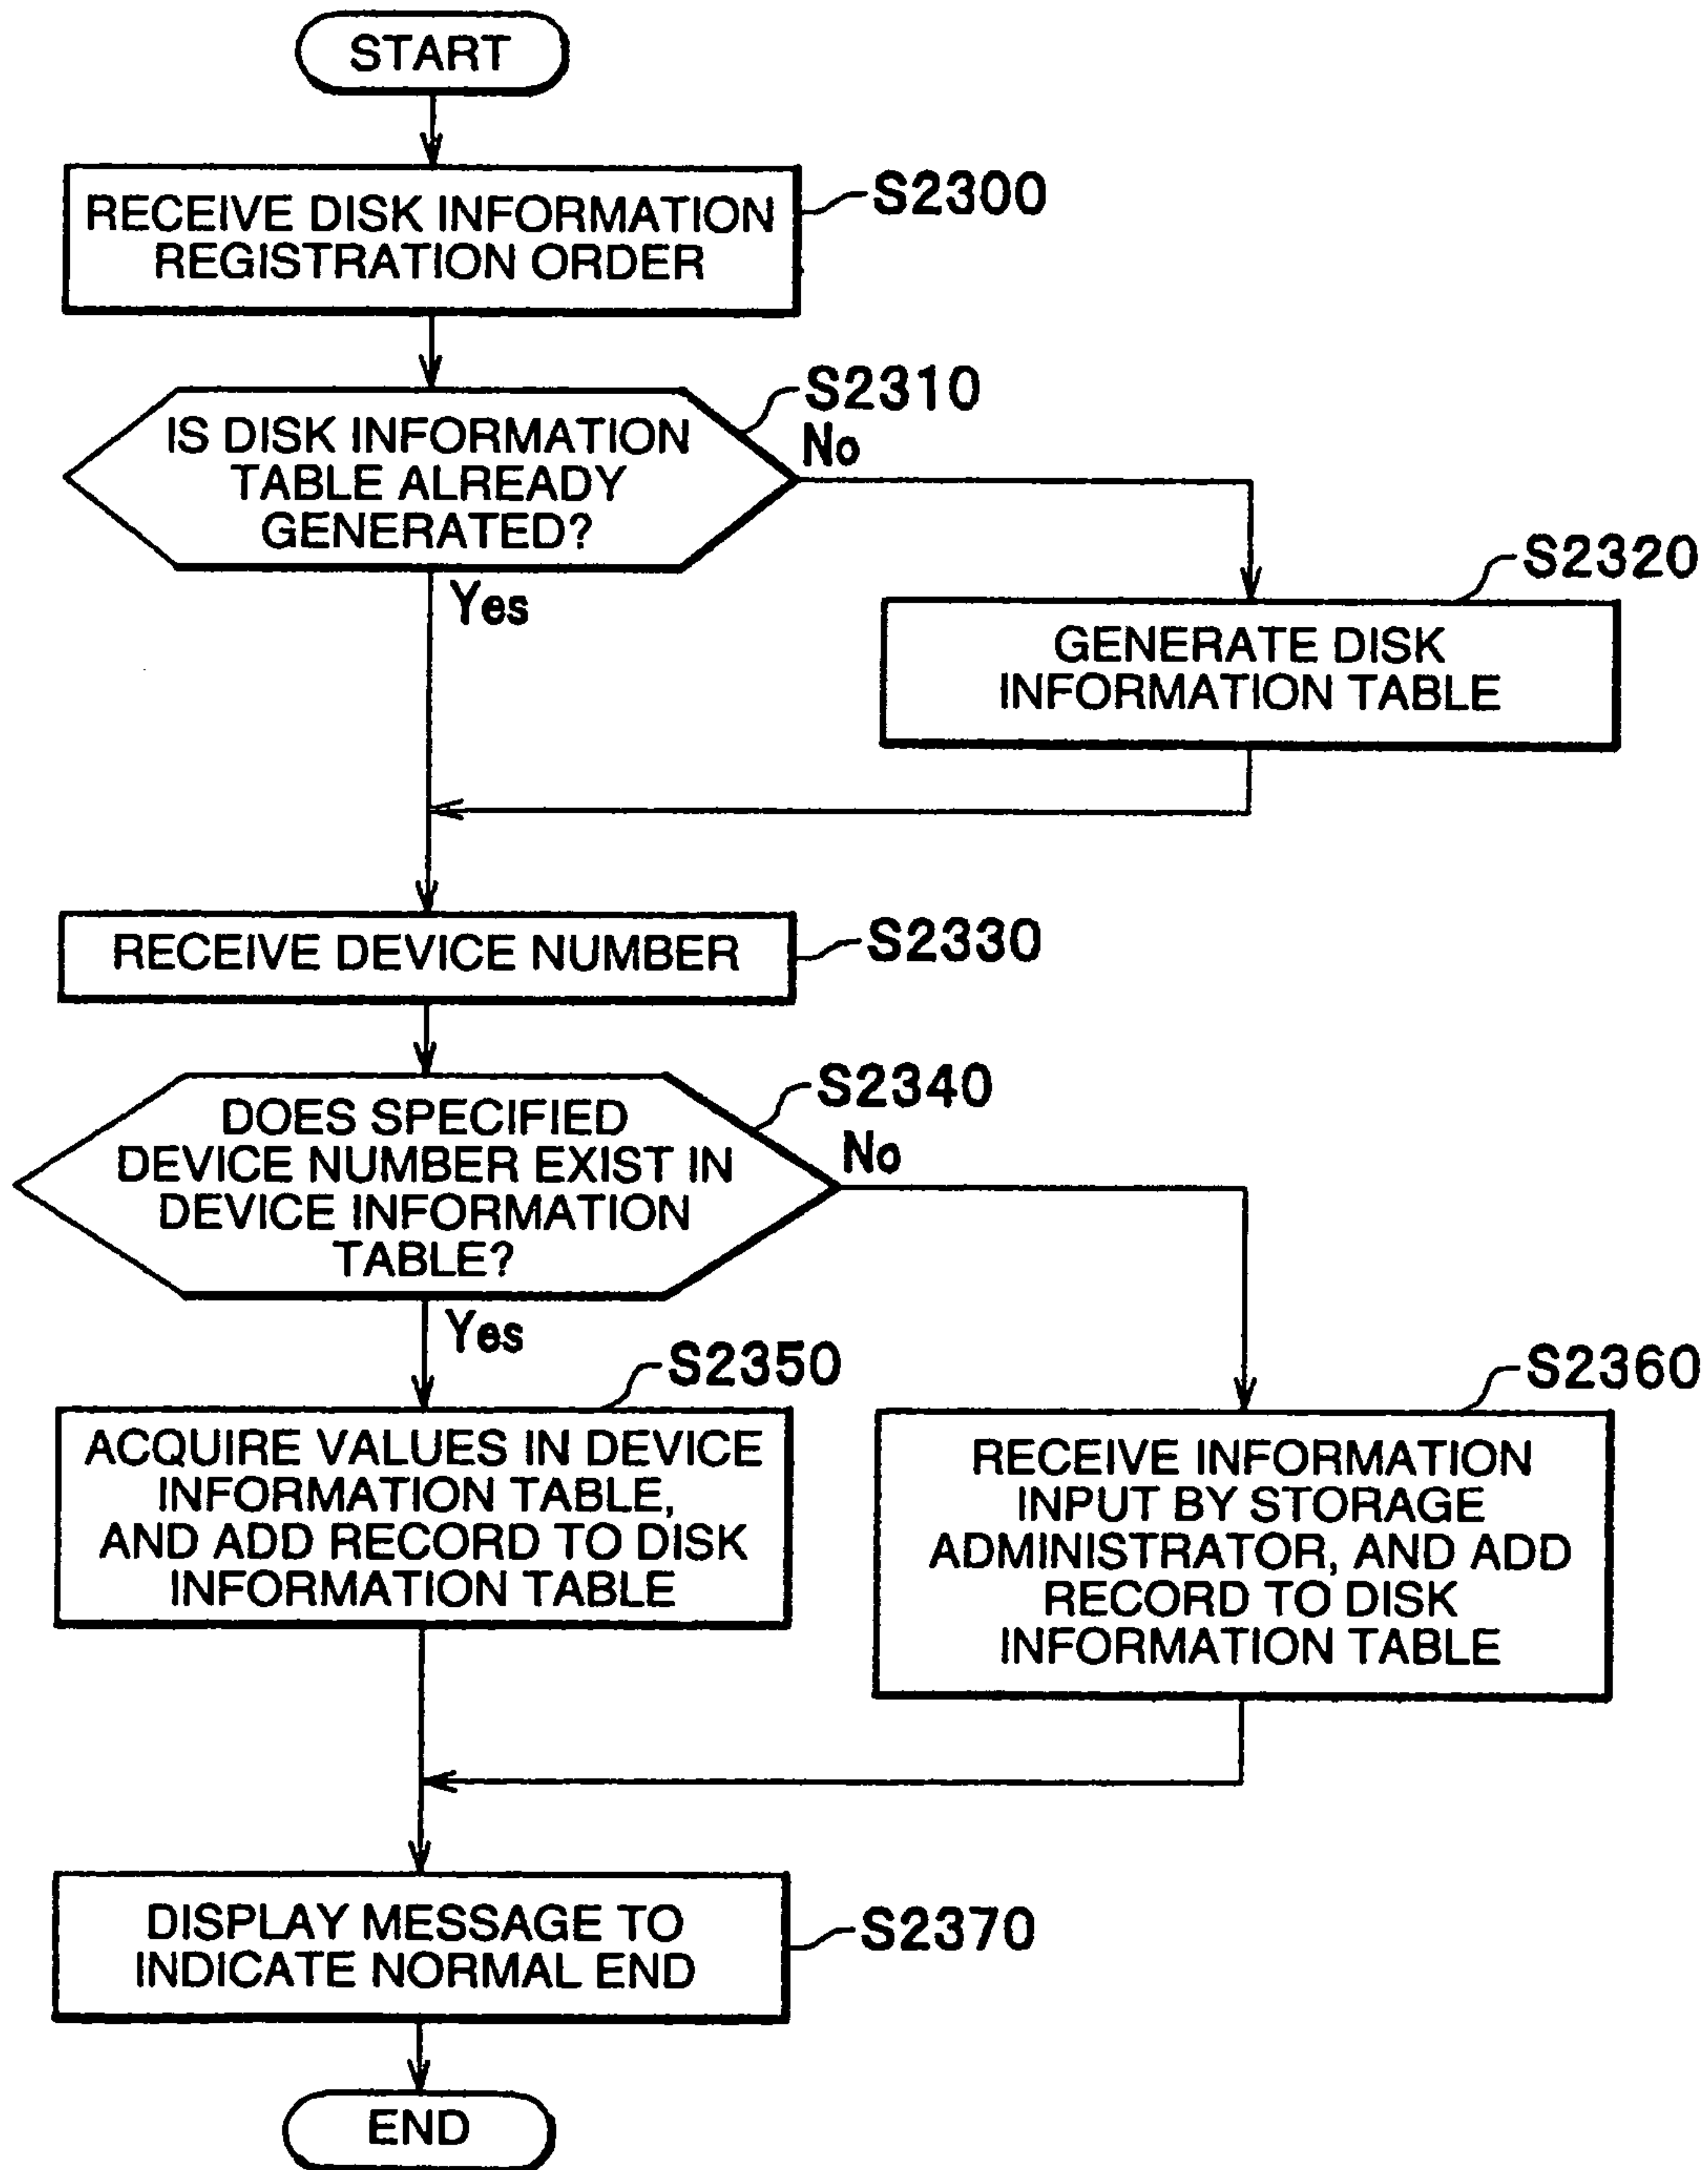 START
RECEIVE DISK INFORMATION
REGISTRATION ORDER
S2300
IS DISK INFORMATION
TABLE ALREADY
GENERATED?
S2310
No
Yes
S2320
GENERATE DISK
INFORMATION TABLE
RECEIVE DEVICE NUMBER
S2330
DOES SPECIFIED
DEVICE NUMBER EXIST IN
DEVICE INFORMATION
TABLE?
S2340
No
Yes
S2350
ACQUIRE VALUES IN DEVICE
INFORMATION TABLE,
AND ADD RECORD TO DISK
INFORMATION TABLE
S2360
RECEIVE INFORMATION
INPUT BY STORAGE
ADMINISTRATOR, AND ADD
RECORD TO DISK
INFORMATION TABLE
DISPLAY MESSAGE TO
INDICATE NORMAL END
S2370
END